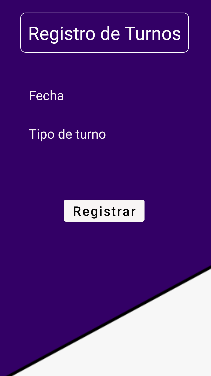 Registro de Turnos
Fecha
Tipo de turno
Registrar